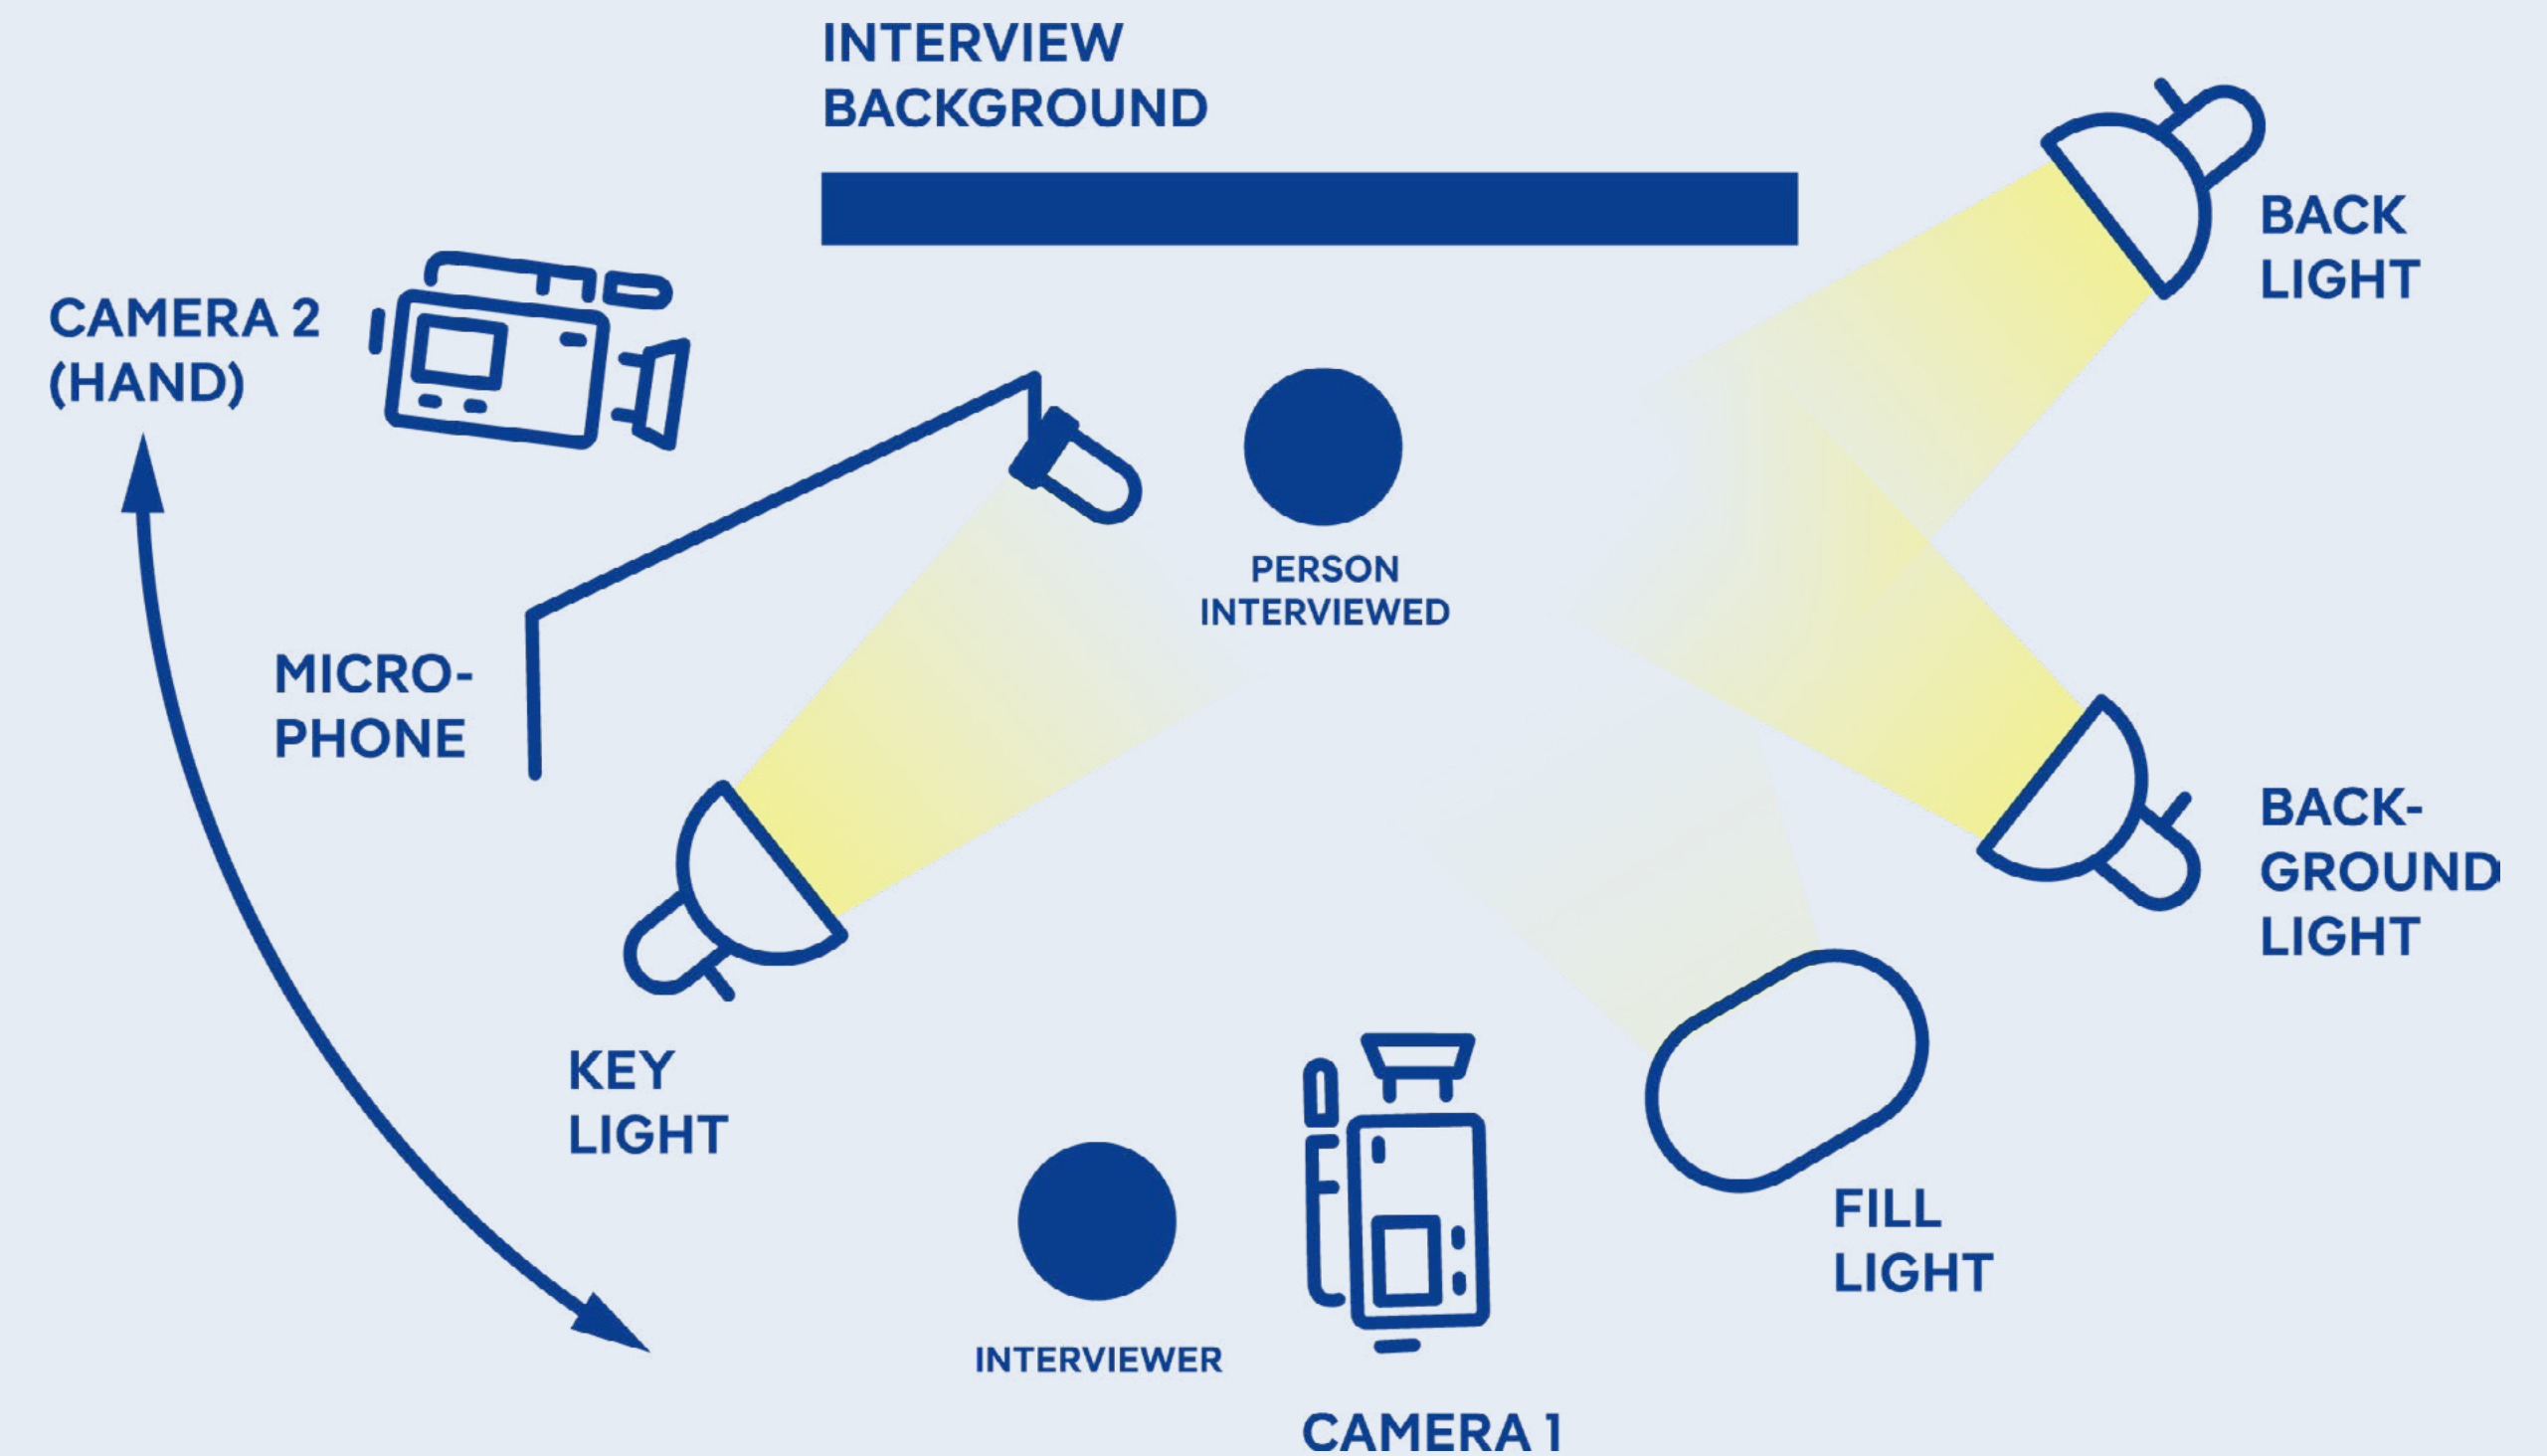 INTERVIEW
BACKGROUND
BACK
LIGHT
CAMERA 2
(HAND)
PERSON
INTERVIEWED
MICRO-
PHONE
BACK-
GROUND
LIGHT
KEY
LIGHT
FILL
LIGHT
INTERVIEWER
CAMERA 1